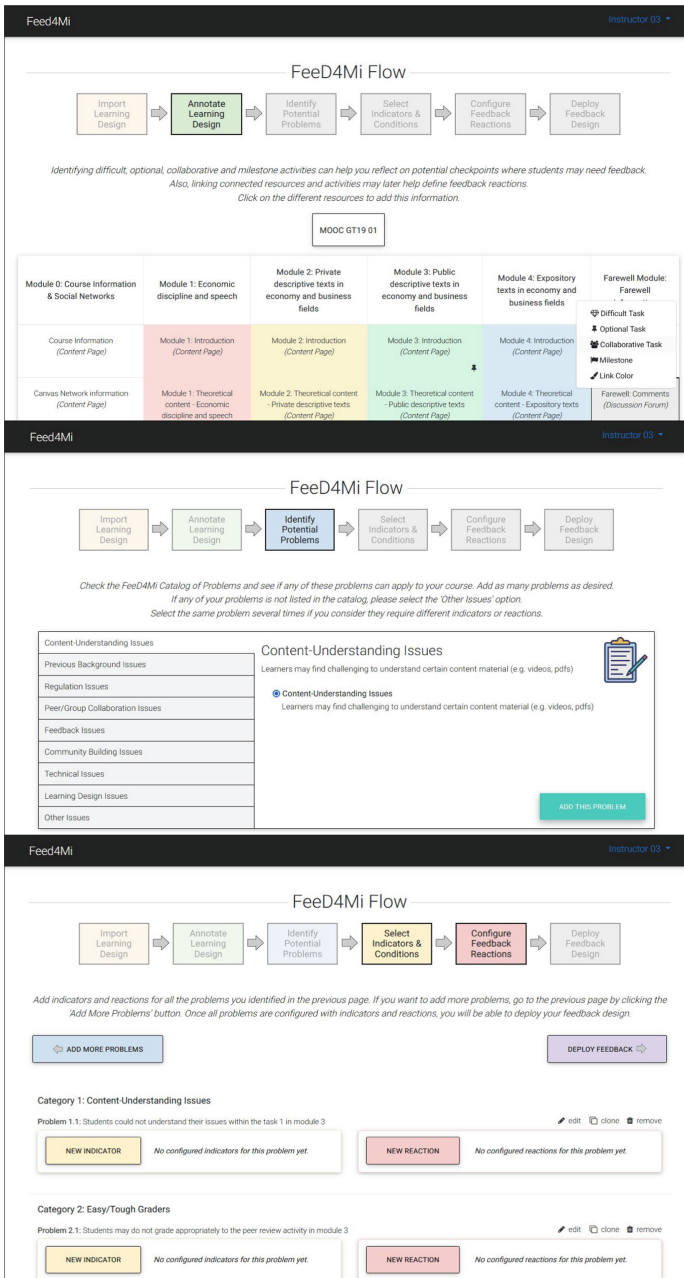 Feed4Mi
Instructor 03
FeeD4Mi Flow
Import
Learning
Design
Annotate
Learning
Design
Identify
Potential
Problems
Select
Indicators &
Conditions
Configure
Feedback
Reactions
Deploy
Feedback
Design
Identifying difficult, optional, collaborative and milestone activities can help you reflect on potential checkpoints where students may need feedback.
Also, linking connected resources and activities may later help define feedback reactions.
Click on the different resources to add this information.
MOOC GT19 01
Module 0: Course Information
& Social Networks
Module 1: Economic
discipline and speech
Module 2: Private
descriptive texts in
economy and business
fields
Module 3: Public
descriptive texts in
economy and business
fields
Module 4: Expository
texts in economy and
business fields
Farewell Module:
Farewell
Difficult Task
Optional Task
Collaborative Task
Milestone
Link Color
Course Information
(Content Page)
Module 1: Introduction
(Content Page)
Module 2: Introduction
(Content Page)
Module 3: Introduction
(Content Page)
Module 4: Introduction
(Content Page)
Canvas Network information
(Content Page)
Module 1: Theoretical
content - Economic
discipline and speech
Module 2: Theoretical content
- Private descriptive texts
(Content Page)
Module 3: Theoretical content
- Public descriptive texts
(Content Page)
Module 4: Theoretical
content - Expository texts
(Content Page)
Farewell: Comments
(Discussion Forum)
Feed4Mi
Instructor 03
FeeD4Mi Flow
Import
Learning
Design
Annotate
Learning
Design
Identify
Potential
Problems
Select
Indicators &
Conditions
Configure
Feedback
Reactions
Deploy
Feedback
Design
Check the FeeD4Mi Catalog of Problems and see if any of these problems can apply to your course. Add as many problems as desired.
If any of your problems is not listed in the catalog, please select the 'Other Issues' option.
Select the same problem several times if you consider they require different indicators or reactions.
Content-Understanding Issues
Previous Background Issues
Regulation Issues
Peer/Group Collaboration Issues
Feedback Issues
Community Building Issues
Technical Issues
Learning Design Issues
Other Issues
Content-Understanding Issues
Learners may find challenging to understand certain content material (e.g. videos, pdfs)
Content-Understanding Issues
Learners may find challenging to understand certain content material (e.g. videos, pdfs)
ADD THIS PROBLEM
Feed4Mi
Instructor 03
FeeD4Mi Flow
Import
Learning
Design
Annotate
Learning
Design
Identify
Potential
Problems
Select
Indicators &
Conditions
Configure
Feedback
Reactions
Deploy
Feedback
Design
Add indicators and reactions for all the problems you identified in the previous page. If you want to add more problems, go to the previous page by clicking the
'Add More Problems' button. Once all problems are configured with indicators and reactions, you will be able to deploy your feedback design.
ADD MORE PROBLEMS
DEPLOY FEEDBACK
Category 1: Content-Understanding Issues
Problem 1.1: Students could not understand their issues within the task 1 in module 3
edit clone remove
NEW INDICATOR
No configured indicators for this problem yet.
NEW REACTION
No configured reactions for this problem yet.
Category 2: Easy/Tough Graders
Problem 2.1: Students may do not grade appropriately to the peer review activity in module 3
edit clone remove
NEW INDICATOR
No configured indicators for this problem yet.
NEW REACTION
No configured reactions for this problem yet.